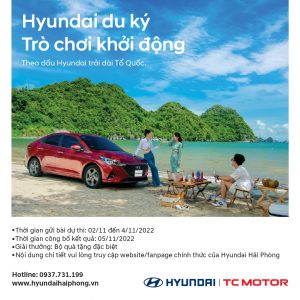 Hyundai du ký
Trò chơi khởi động
Theo dấu Hyundai trải dài Tổ Quốc.
•Thời gian gửi bài dự thi: 02/11 đến 4/11/2022
•Thời gian công bố kết quả: 05/11/2022
•Giải thưởng: Bộ quà tặng đặc biệt
•Nội dung chi tiết vui lòng truy cập website/fanpage chính thức của Hyundai Hải Phòng
Hotline: 0937.731.199
www.hyundaihaiphong.vn
HYUNDAI | TC MOTOR